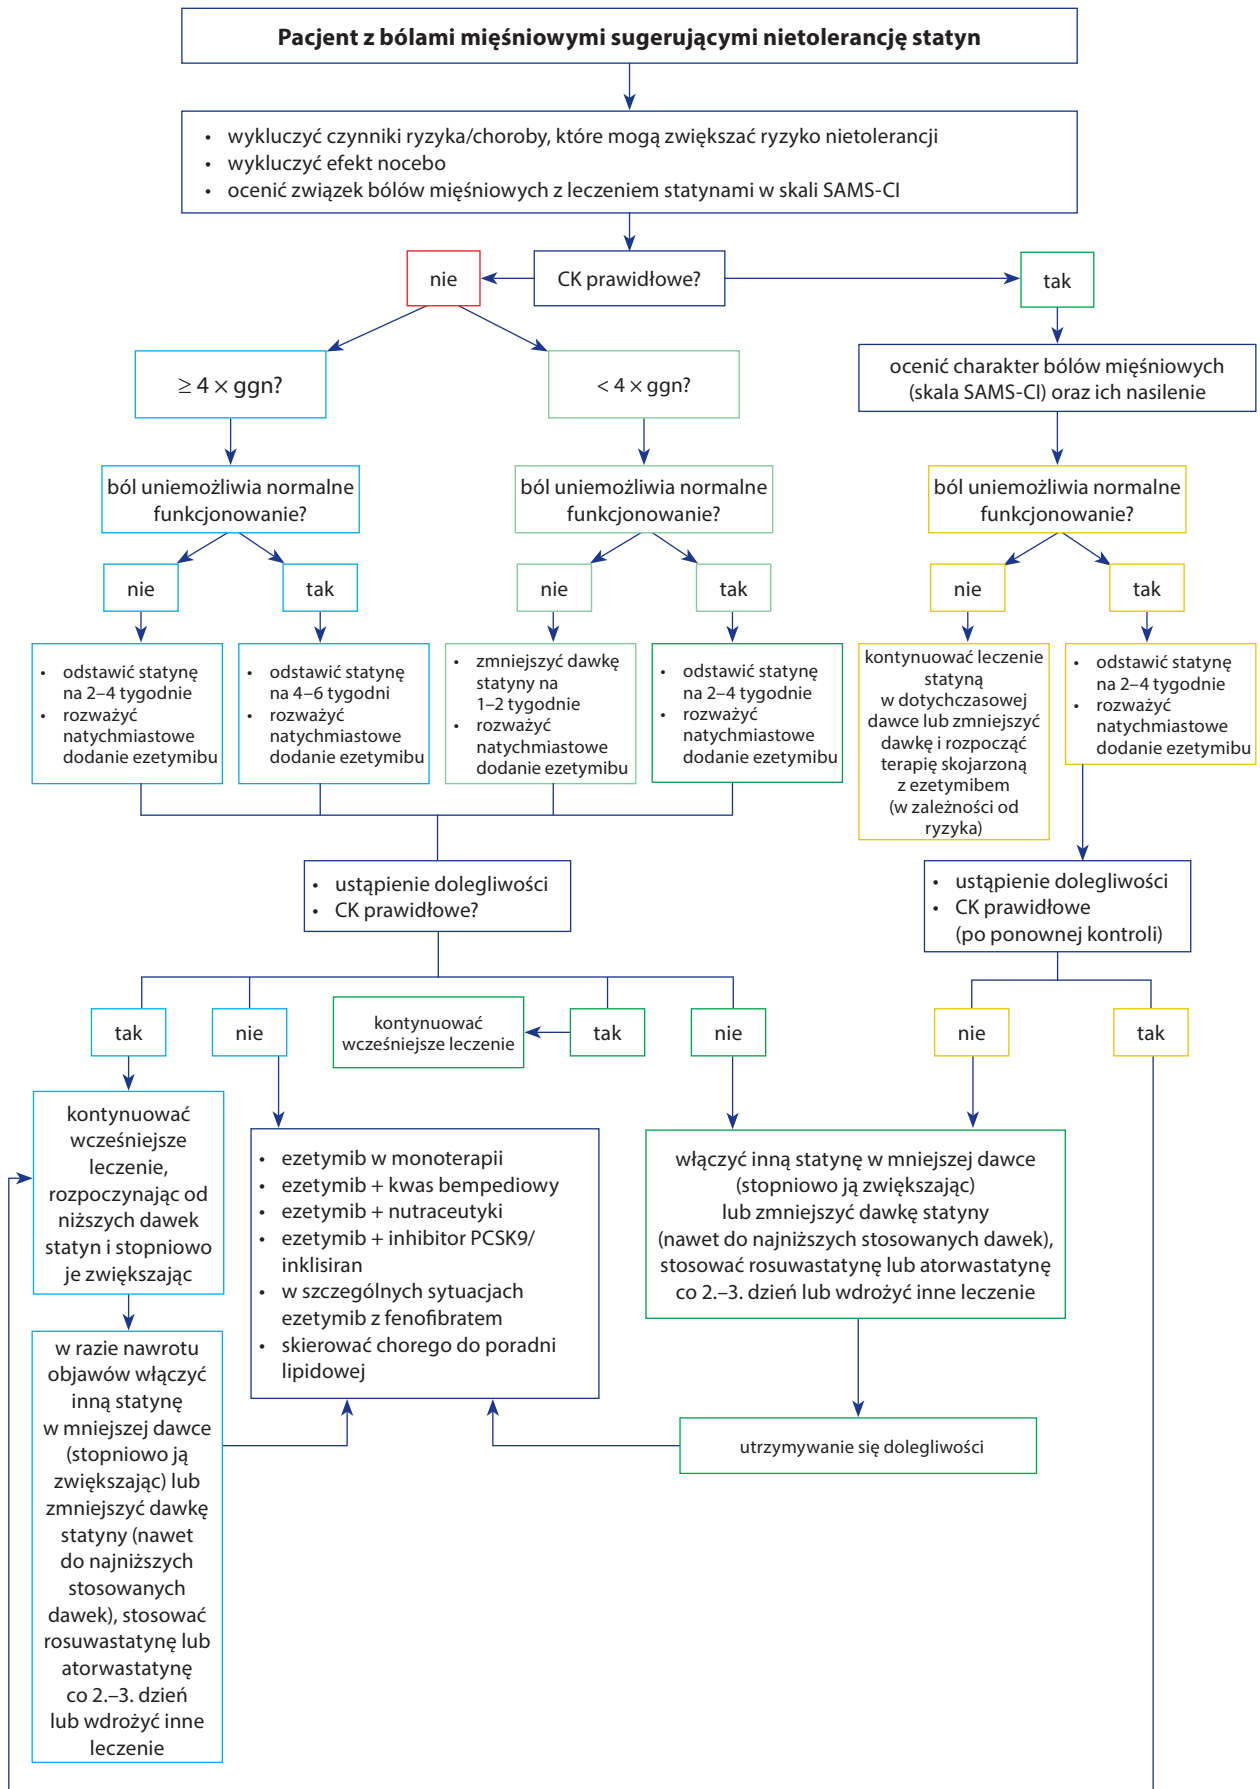 Pacjent z bólami mięśniowymi sugerującymi nietolerancję statyn
• wykluczyć czynniki ryzyka/choroby, które mogą zwiększać ryzyko nietolerancji
• wykluczyć efekt nocebo
• ocenić związek bólów mięśniowych z leczeniem statynami w skali SAMS-CI
nie
CK prawidłowe?
tak
≥ 4 × ggn?
< 4 × ggn?
ocenić charakter bólów mięśniowych
(skala SAMS-CI) oraz ich nasilenie
ból uniemożliwia normalne
funkcjonowanie?
ból uniemożliwia normalne
funkcjonowanie?
ból uniemożliwia normalne
funkcjonowanie?
nie
tak
nie
tak
nie
tak
• odstawić statynę
na 2–4 tygodnie
• rozważyć
natychmiastowe
dodanie ezetymibu
• odstawić statynę
na 4–6 tygodni
• rozważyć
natychmiastowe
dodanie ezetymibu
• zmniejszyć dawkę
statyny na
1–2 tygodnie
• rozważyć
natychmiastowe
dodanie ezetymibu
• odstawić statynę
na 2–4 tygodnie
• rozważyć
natychmiastowe
dodanie ezetymibu
kontynuować leczenie
statyną
w dotychczasowej
dawce lub zmniejszyć
dawkę i rozpocząć
terapię skojarzoną
z ezetymibem
(w zależności od
ryzyka)
• odstawić statynę
na 2–4 tygodnie
• rozważyć
natychmiastowe
dodanie ezetymibu
• ustąpienie dolegliwości
• CK prawidłowe?
• ustąpienie dolegliwości
• CK prawidłowe
(po ponownej kontroli)
tak
nie
kontynuować
wcześniejsze leczenie
tak
nie
nie
tak
kontynuować
wcześniejsze
leczenie,
rozpoczynając od
niższych dawek
statyn i stopniowo
je zwiększając
• ezetymib w monoterapii
• ezetymib + kwas bempediowy
• ezetymib + nutraceutyki
• ezetymib + inhibitor PCSK9/
inklisiran
• w szczególnych sytuacjach
ezetymib z fenofibratem
• skierować chorego do poradni
lipidowej
włączyć inną statynę w mniejszej dawce
(stopniowo ją zwiększając)
lub zmniejszyć dawkę statyny
(nawet do najniższych stosowanych dawek),
stosować rosuwastatynę lub atorwastatynę
co 2.–3. dzień lub wdrożyć inne leczenie
w razie nawrotu
objawów włączyć
inną statynę
w mniejszej dawce
(stopniowo ją
zwiększając) lub
zmniejszyć dawkę
statyny (nawet
do najniższych
stosowanych
dawek), stosować
rosuwastatynę lub
atorwastatynę
co 2.–3. dzień
lub wdrożyć inne
leczenie
utrzymywanie się dolegliwości